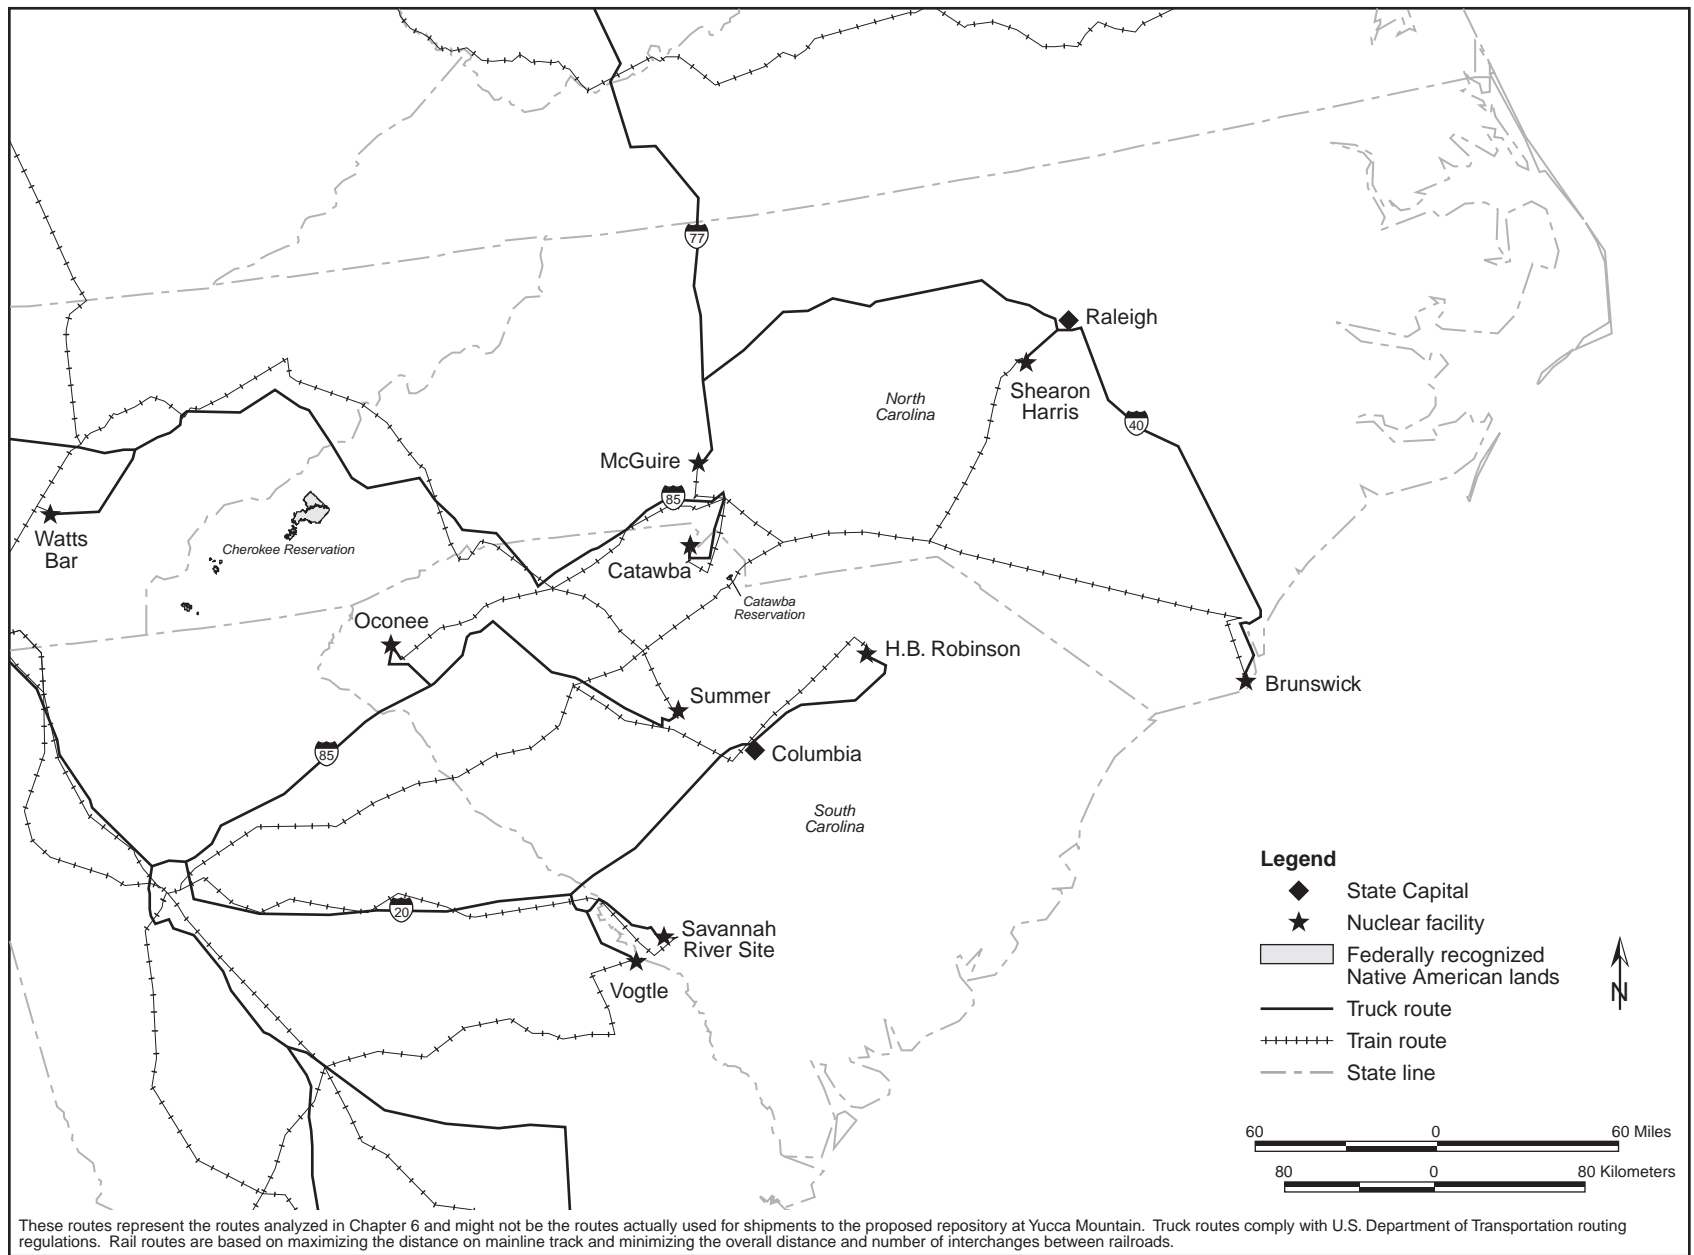 77
Raleigh
North
Carolina
Shearon
Harris
40
McGuire
85
Watts
Bar
Cherokee Reservation
Catawba
Catawba
Reservation
Oconee
H.B. Robinson
Summer
Brunswick
85
Columbia
South
Carolina
20
Savannah
River Site
Vogtle
Legend
State Capital
Nuclear facility
Federally recognized
Native American lands
Truck route
Train route
State line
N
60 0 60 Miles
80 0 80 Kilometers
These routes represent the routes analyzed in Chapter 6 and might not be the routes actually used for shipments to the proposed repository at Yucca Mountain. Truck routes comply with U.S. Department of Transportation routing
regulations. Rail routes are based on maximizing the distance on mainline track and minimizing the overall distance and number of interchanges between railroads.